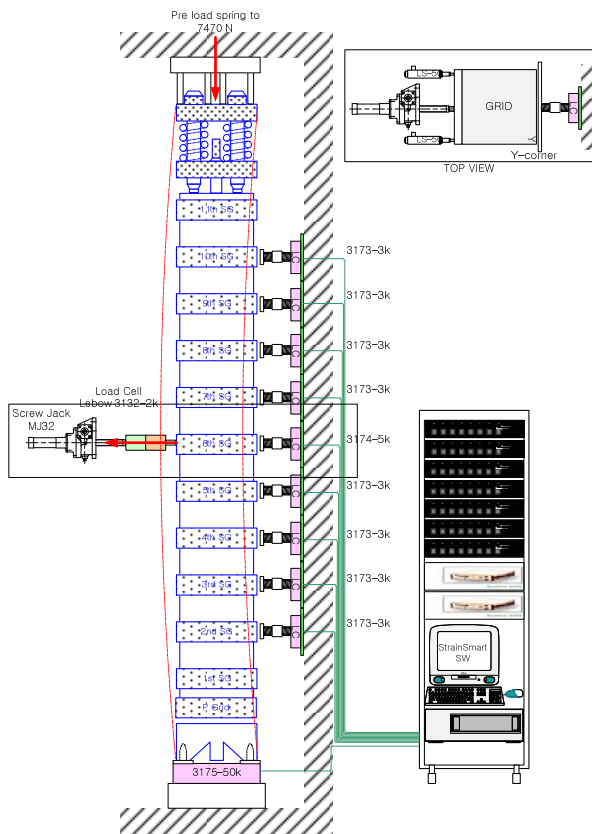 Pre load spring to
7470 N
LS-50
GRID
LS-50
Y
Y-corner
TOP VIEW
11th SG
10th SG
3173-3k
9th SG
3173-3k
8th SG
3173-3k
7th SG
3173-3k
Load Cell
Lebow 3132-2k
Screw Jack
MJ32
6th SG
3174-5k
5th SG
3173-3k
4th SG
3173-3k
3rd SG
3173-3k
2nd SG
3173-3k
StrainSmart
SW
1st SG
P Grid
3175-50k